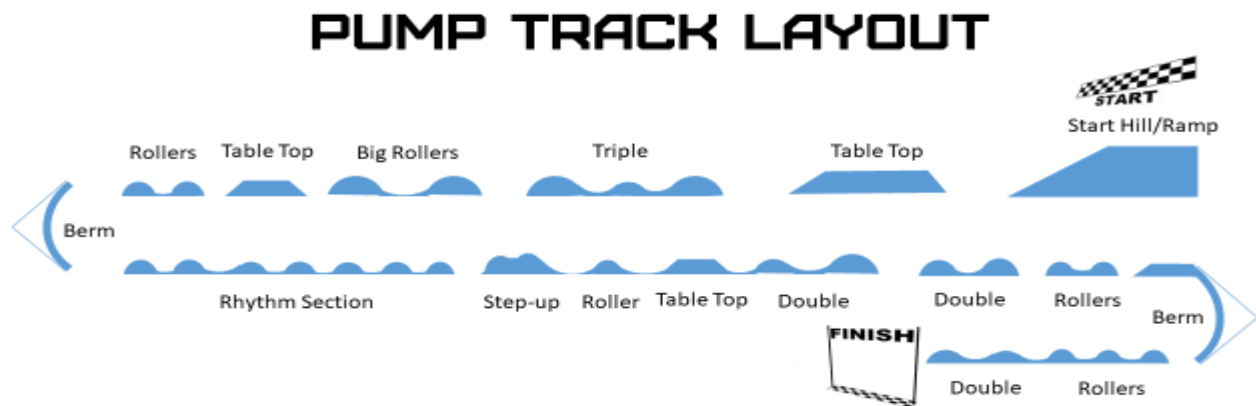 PUMP TRACK LAYOUT
START
Start Hill/Ramp
Rollers Table Top Big Rollers Triple Table Top
Berm
Rhythm Section Step-up Roller Table Top Double Double Rollers Berm
FINISH
Double Rollers